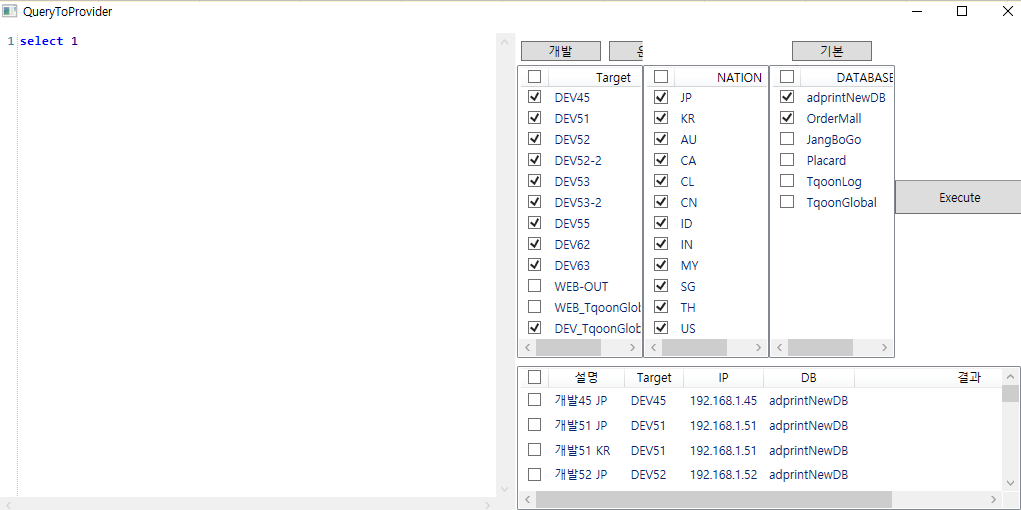 QueryToProvider
1 select 1
개발 기본
Target NATION DATABASE
DEV45 JP adprintNewDB
DEV51 KR OrderMall
DEV52 AU JangBoGo
DEV52-2 CA Placard
DEV53 CL TqoonLog
DEV53-2 CN TqoonGlobal
Execute
DEV55 ID
DEV62 IN
DEV63 MY
WEB-OUT SG
WEB_TqoonGlob TH
DEV_TqoonGlob US
설명 Target IP DB 결과
개발45 JP DEV45 192.168.1.45 adprintNewDB
개발51 JP DEV51 192.168.1.51 adprintNewDB
개발51 KR DEV51 192.168.1.51 adprintNewDB
개발52 JP DEV52 192.168.1.52 adprintNewDB